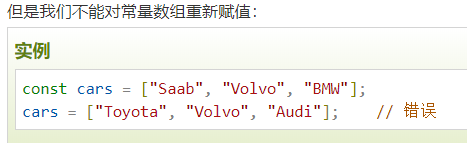 但是我们不能对常量数组重新赋值：
实例
const cars = ["Saab", "Volvo", "BMW"];
cars = ["Toyota", "Volvo", "Audi"];    // 错误